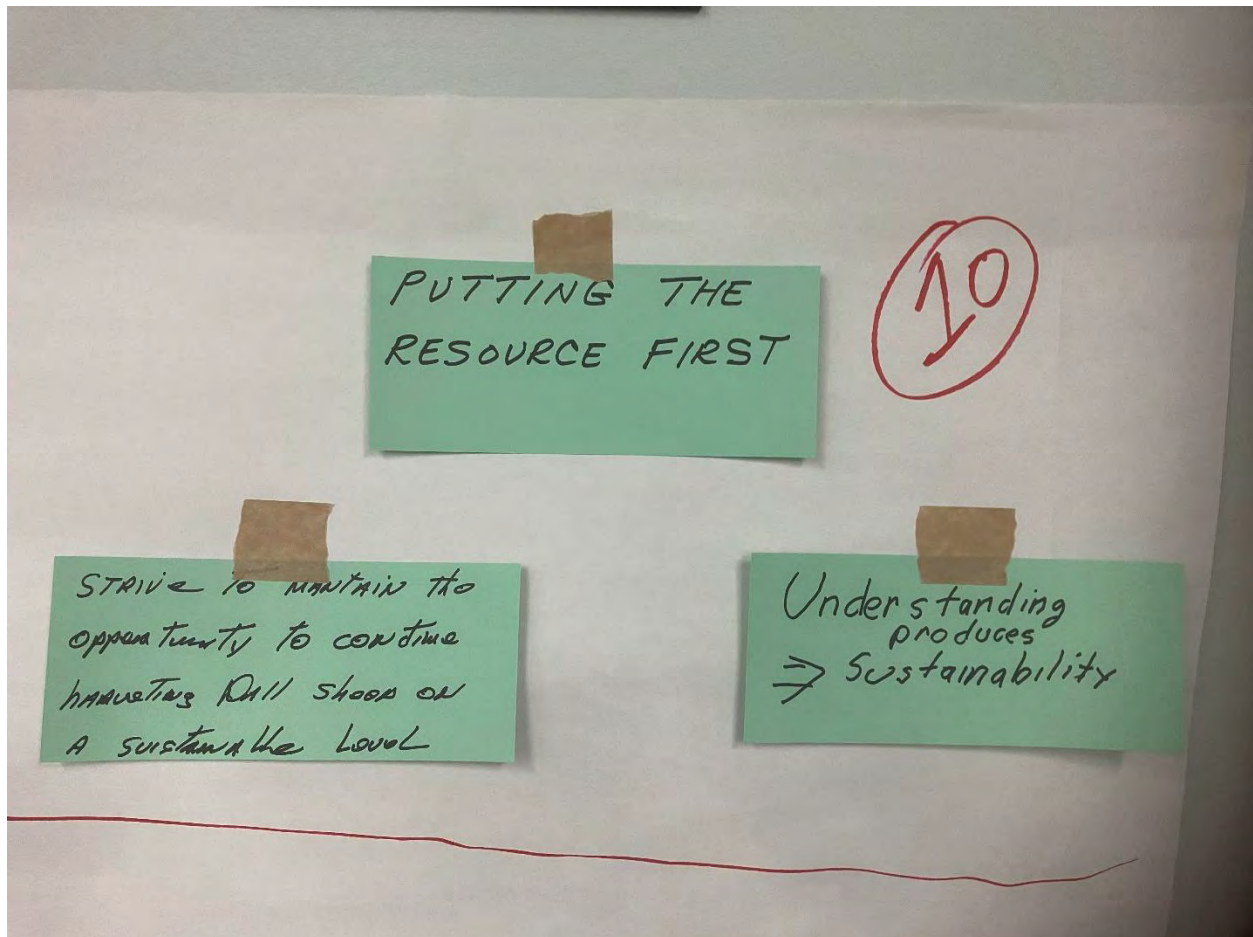 PUTTING THE
RESOURCE FIRST
10
STRIVE TO MANTAIN the
opportunity to continue
harvesting Dall sheep on
A sustainable Level
Understanding
produces
⇒ Sustainability